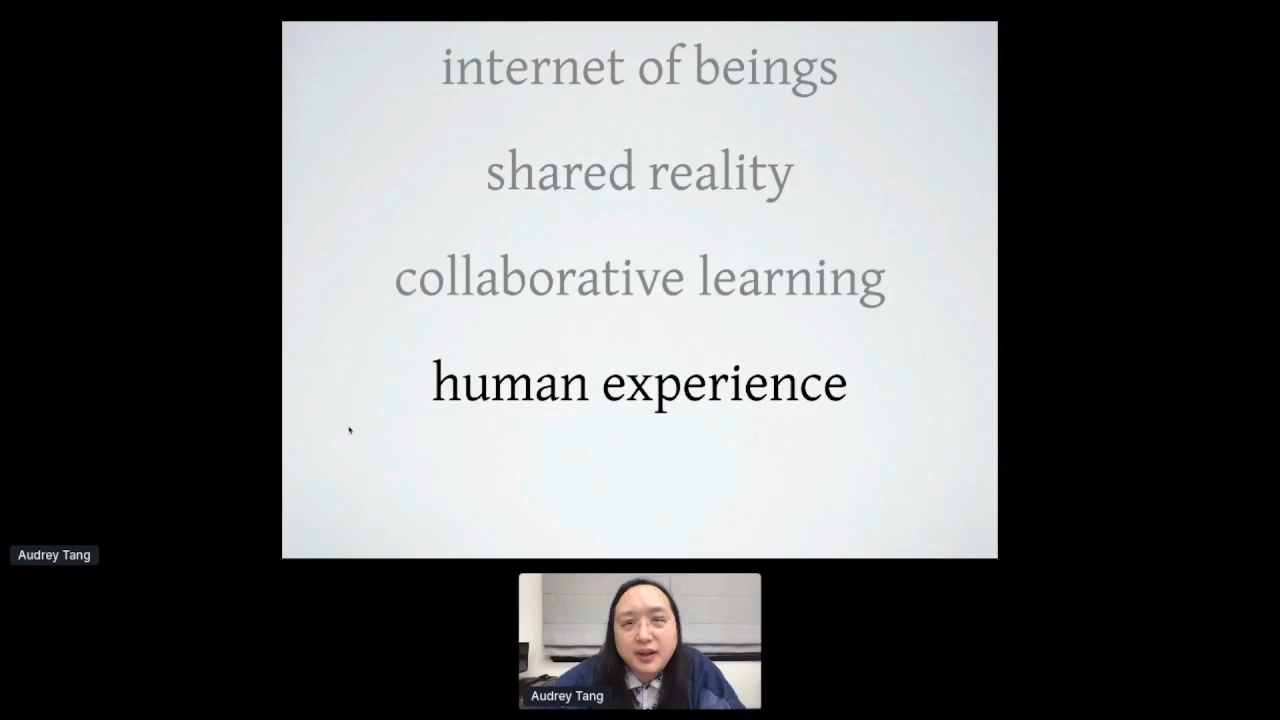 internet of beings
shared reality
collaborative learning
human experience
Audrey Tang
Audrey Tang